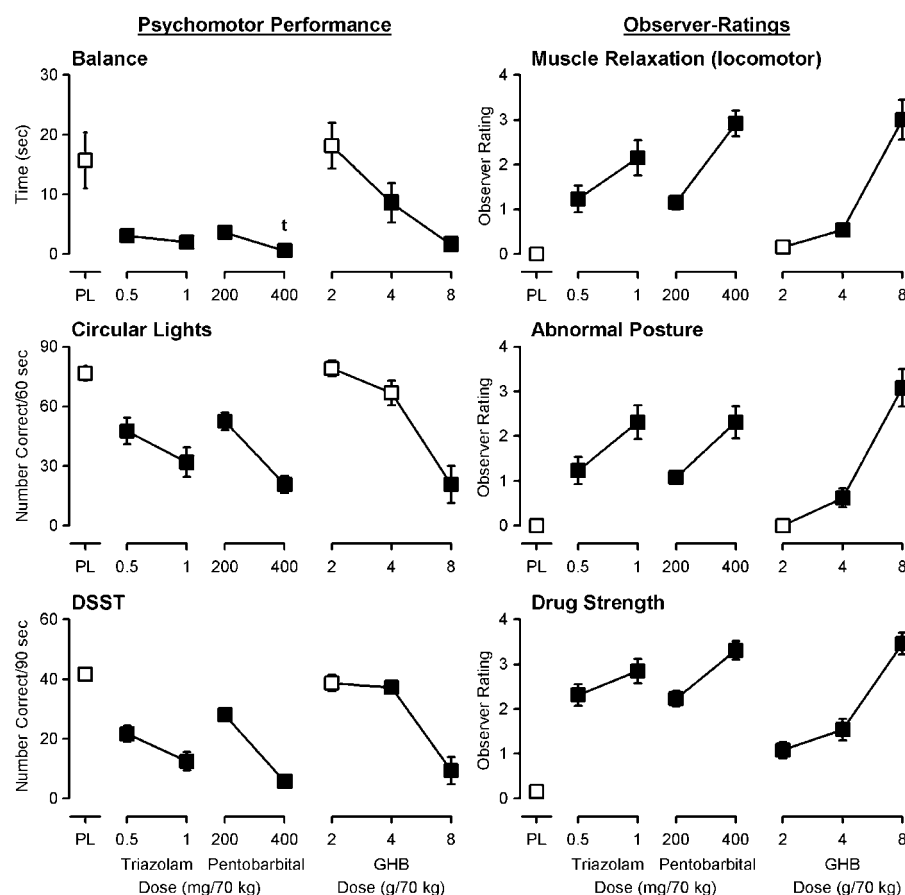 Psychomotor Performance
Observer-Ratings
Balance
Muscle Relaxation (locomotor)
30
20
10
0
Time (sec)
t
PL 0.5 1 200 400 2 4 8
4
3
2
1
0
Observer Rating
PL 0.5 1 200 400 2 4 8
Circular Lights
Abnormal Posture
90
60
30
0
Number Correct/60 sec
PL 0.5 1 200 400 2 4 8
4
3
2
1
0
Observer Rating
PL 0.5 1 200 400 2 4 8
DSST
Drug Strength
60
40
20
0
Number Correct/90 sec
PL 0.5 1 200 400 2 4 8
Triazolam Pentobarbital GHB
Dose (mg/70 kg) Dose (g/70 kg)
4
3
2
1
0
Observer Rating
PL 0.5 1 200 400 2 4 8
Triazolam Pentobarbital GHB
Dose (mg/70 kg) Dose (g/70 kg)